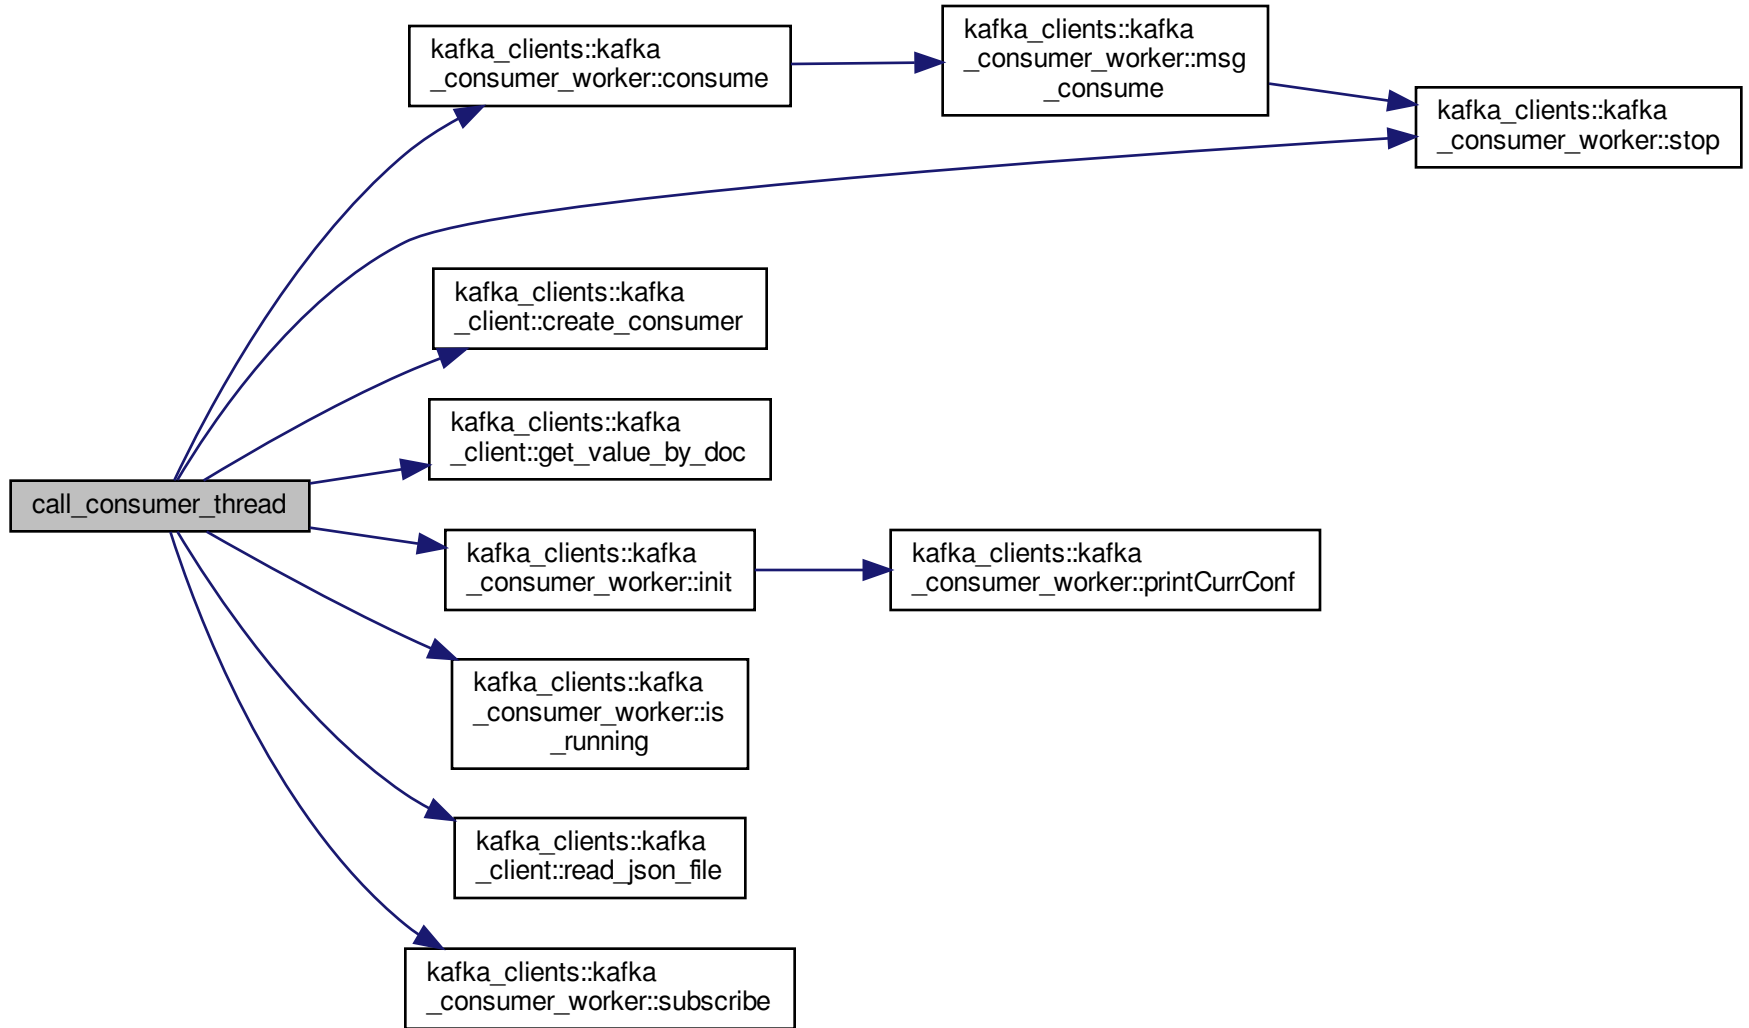 kafka_clients::kafka
_consumer_worker::consume
kafka_clients::kafka
_consumer_worker::msg
_consume
kafka_clients::kafka
_consumer_worker::stop
kafka_clients::kafka
_client::create_consumer
kafka_clients::kafka
_client::get_value_by_doc
call_consumer_thread
kafka_clients::kafka
_consumer_worker::init
kafka_clients::kafka
_consumer_worker::printCurrConf
kafka_clients::kafka
_consumer_worker::is
_running
kafka_clients::kafka
_client::read_json_file
kafka_clients::kafka
_consumer_worker::subscribe